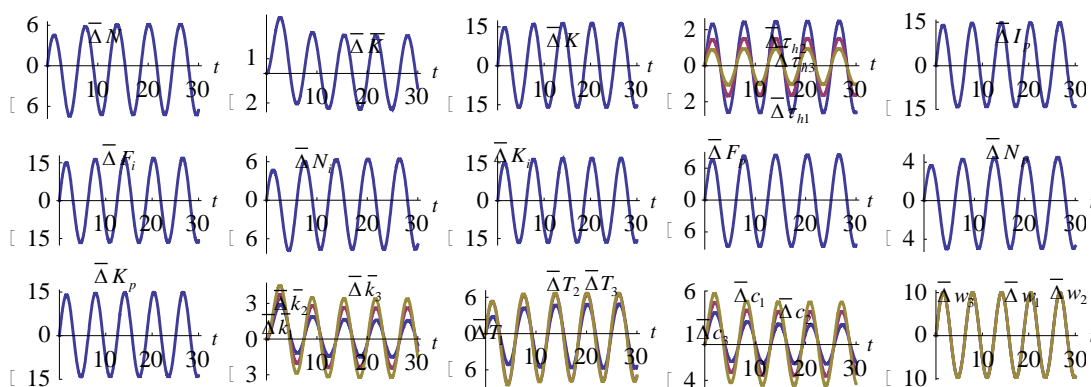 6 0 6 10 20 30 t Δ̄ N
1 2 10 20 30 t Δ̄ K̄
15 0 15 10 20 30 t Δ̄ K
2 0 2 10 20 30 t Δ̄ τh2 Δ̄ τh3 Δ̄ τh1
15 0 15 10 20 30 t Δ̄ Ip
15 0 15 10 20 30 t Δ̄ Fi
6 0 6 10 20 30 t Δ̄ Ni
15 0 15 10 20 30 t Δ̄ Ki
6 0 6 10 20 30 t Δ̄ Fp
4 0 4 10 20 30 t Δ̄ Np
15 0 15 10 20 30 t Δ̄ Kp
3 0 3 10 20 30 t Δ̄ k̄2 Δ̄ k̄3
6 0 6 10 20 30 t Δ̄ T1 Δ̄ T2 Δ̄ T3
6 1 4 10 20 30 t Δ̄ c3 Δ̄ c1 Δ̄ c2
10 0 10 10 20 30 t Δ̄ w3 Δ̄ w1 Δ̄ w2